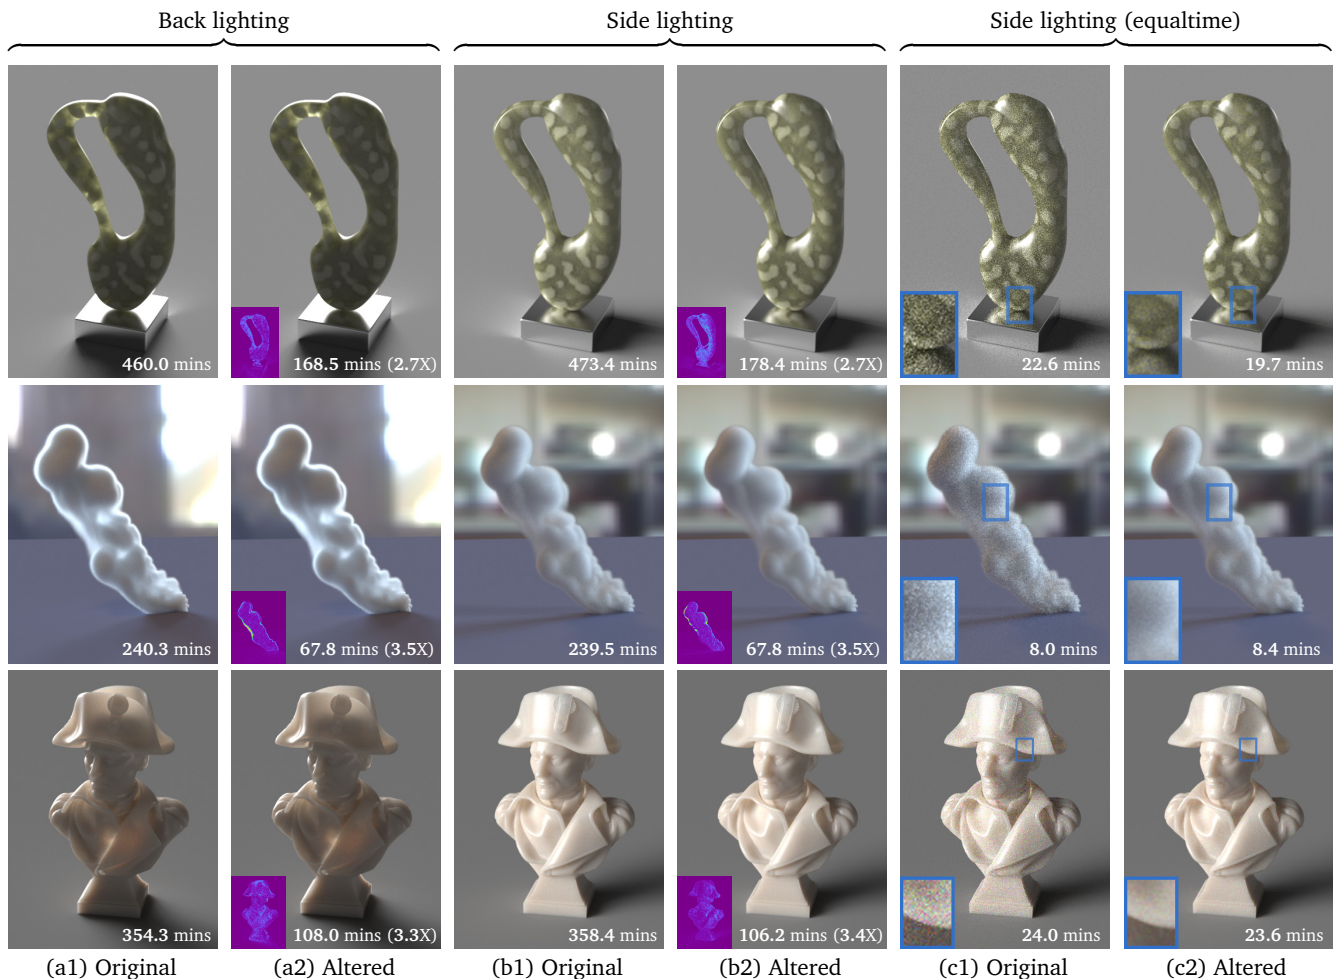 Back lighting
Side lighting
Side lighting (equaltime)
460.0 mins
168.5 mins (2.7X)
473.4 mins
178.4 mins (2.7X)
22.6 mins
19.7 mins
240.3 mins
67.8 mins (3.5X)
239.5 mins
67.8 mins (3.5X)
8.0 mins
8.4 mins
354.3 mins
108.0 mins (3.3X)
358.4 mins
106.2 mins (3.4X)
24.0 mins
23.6 mins
(a1) Original
(a2) Altered
(b1) Original
(b2) Altered
(c1) Original
(c2) Altered